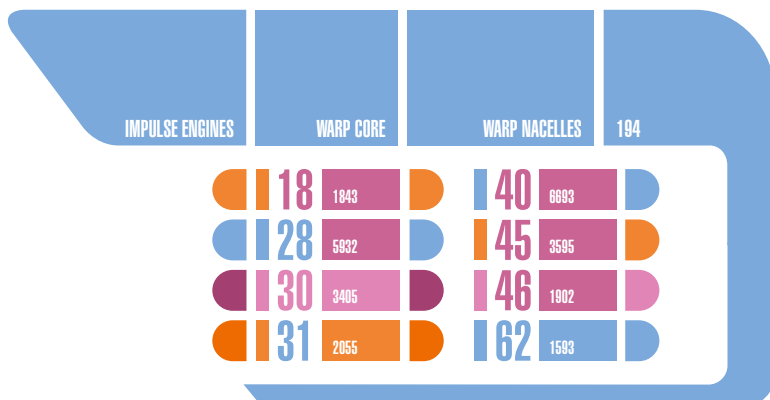 IMPULSE ENGINES WARP CORE WARP NACELLES 194
18 1843 40 6693
28 5932 45 3595
30 3405 46 1902
31 2055 62 1593